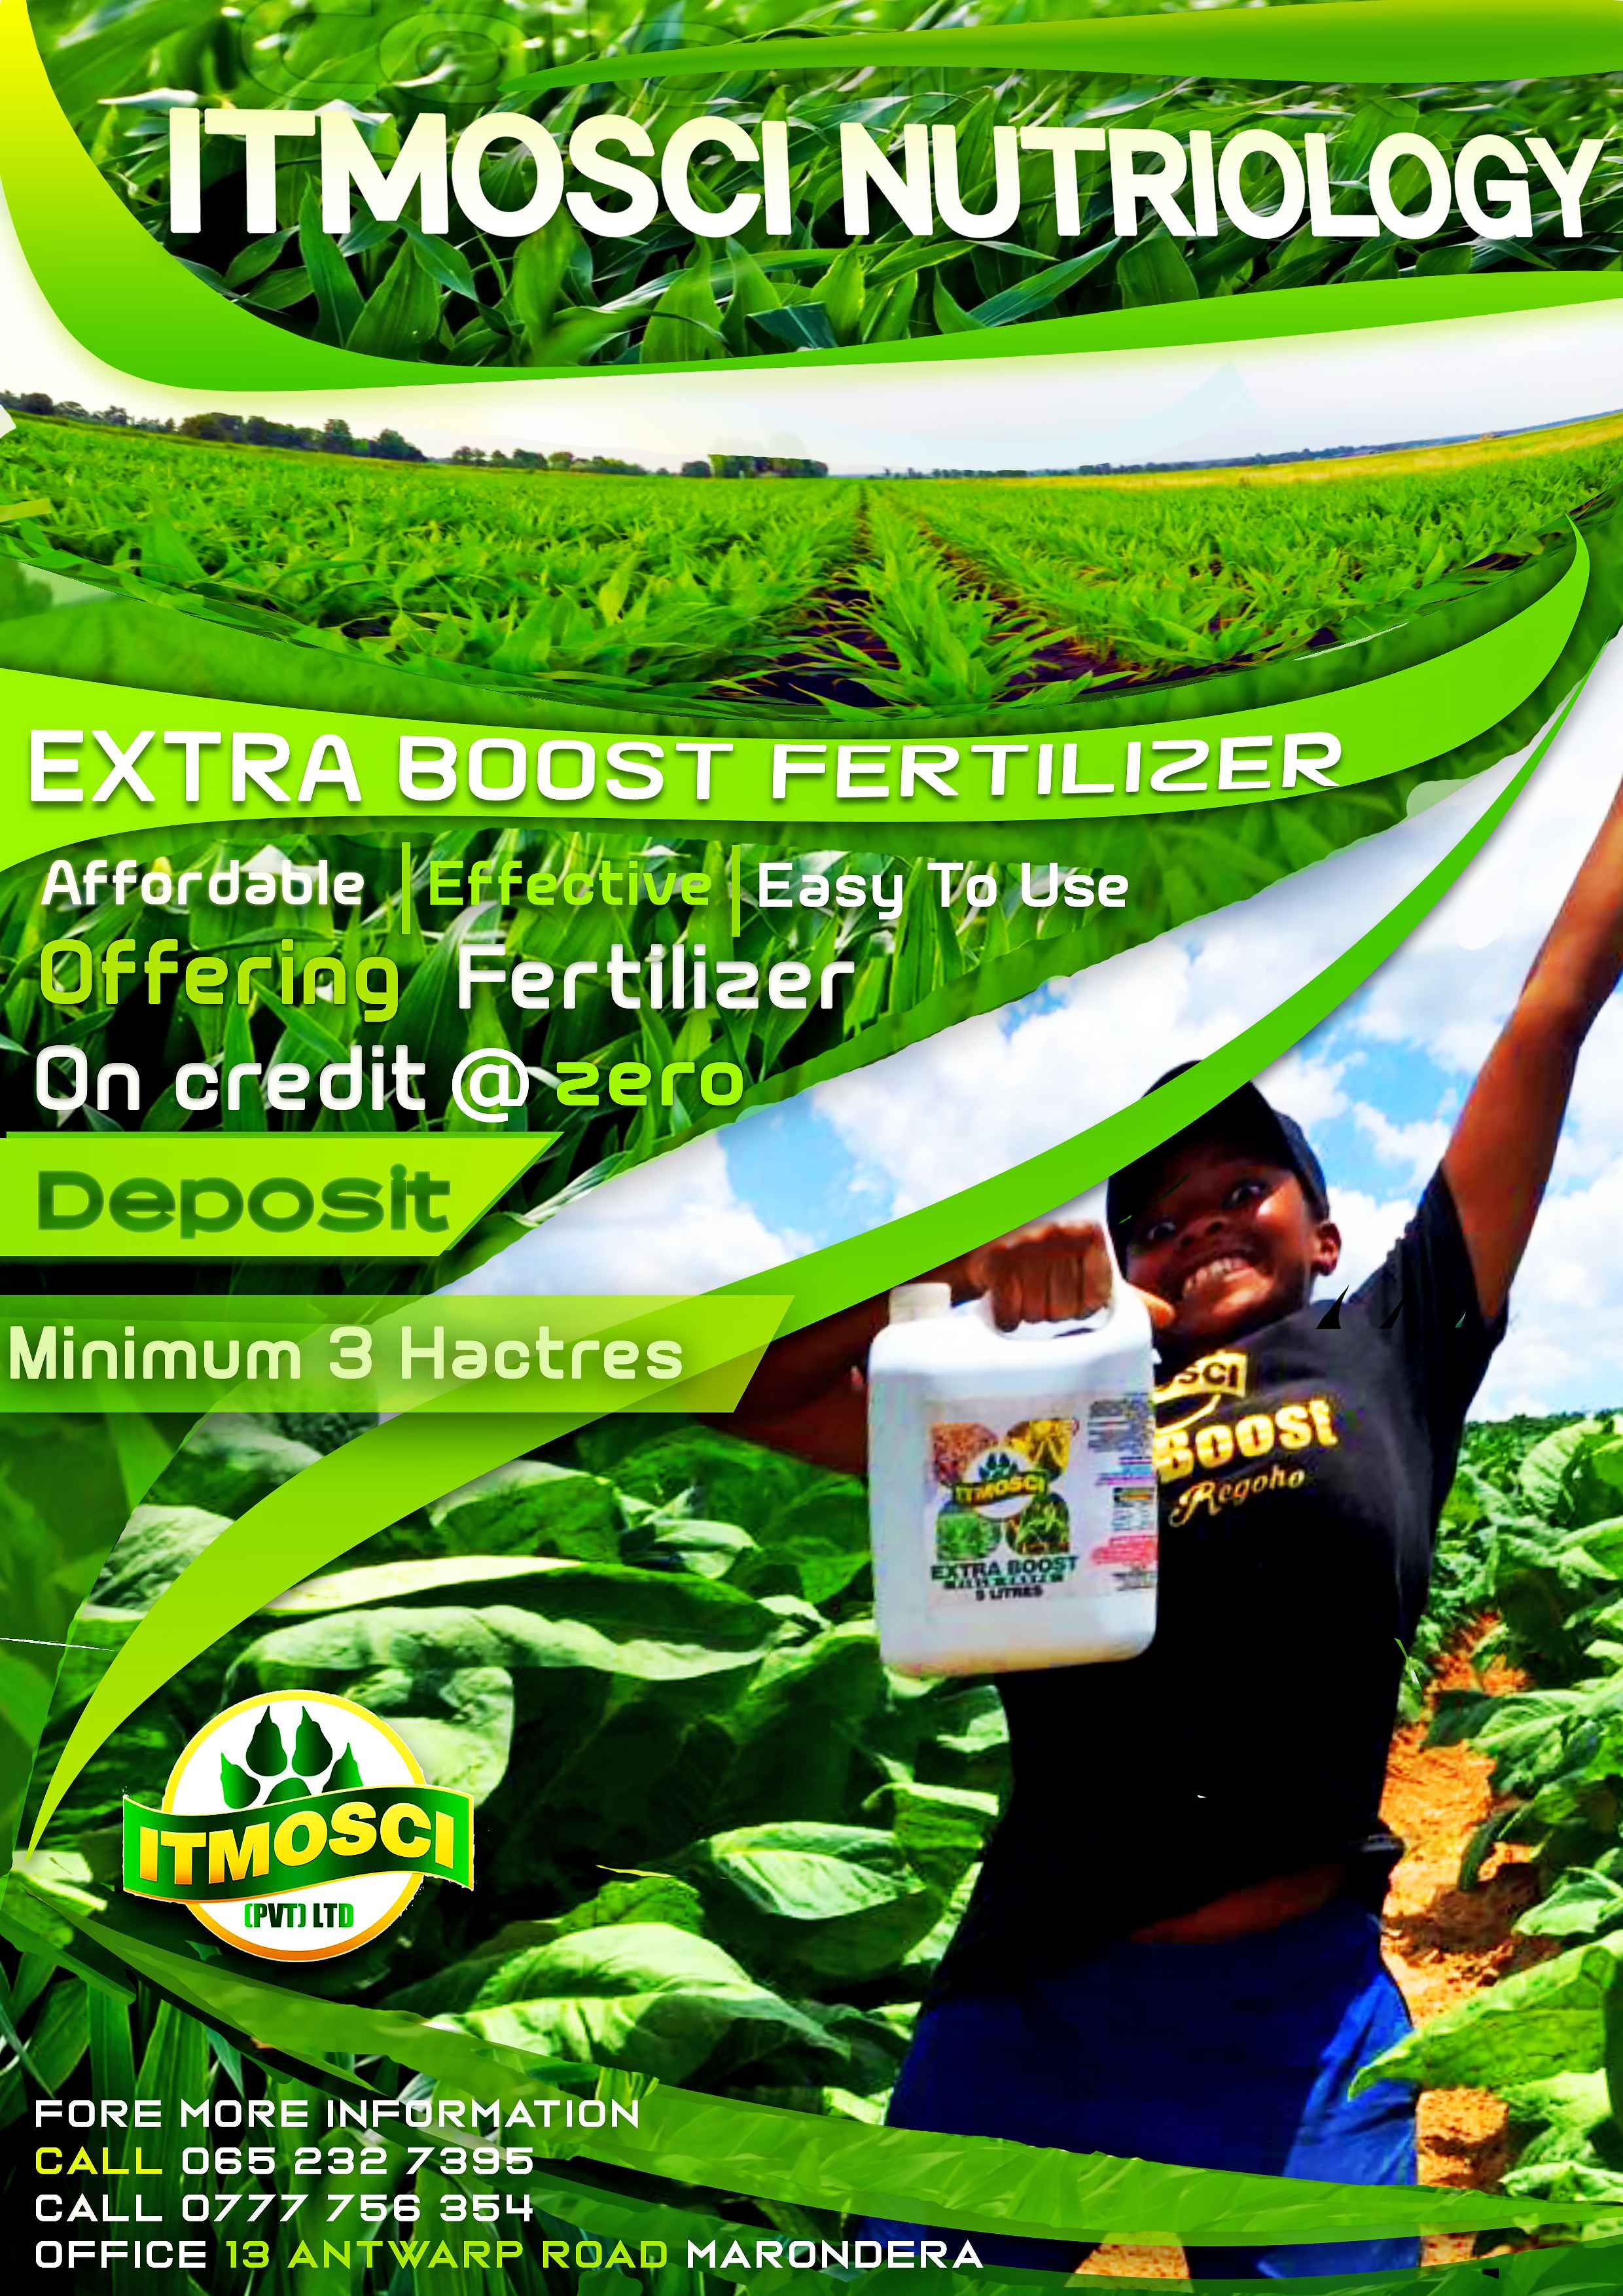 ITMOSCI NUTRIOLOGY
EXTRA BOOST FERTILIZER
Affordable | Effective | Easy To Use
Offering Fertilizer
On credit @ zero
Deposit
Minimum 3 Hactres
SCI
BOOST
Regoho
ITMOSCI
EXTRA BOOST
5 LITRES
ITMOSCI
(PVT) LTD
FORE MORE INFORMATION
CALL 065 232 7395
CALL 0777 756 354
OFFICE 13 ANTWARP ROAD MARONDERA